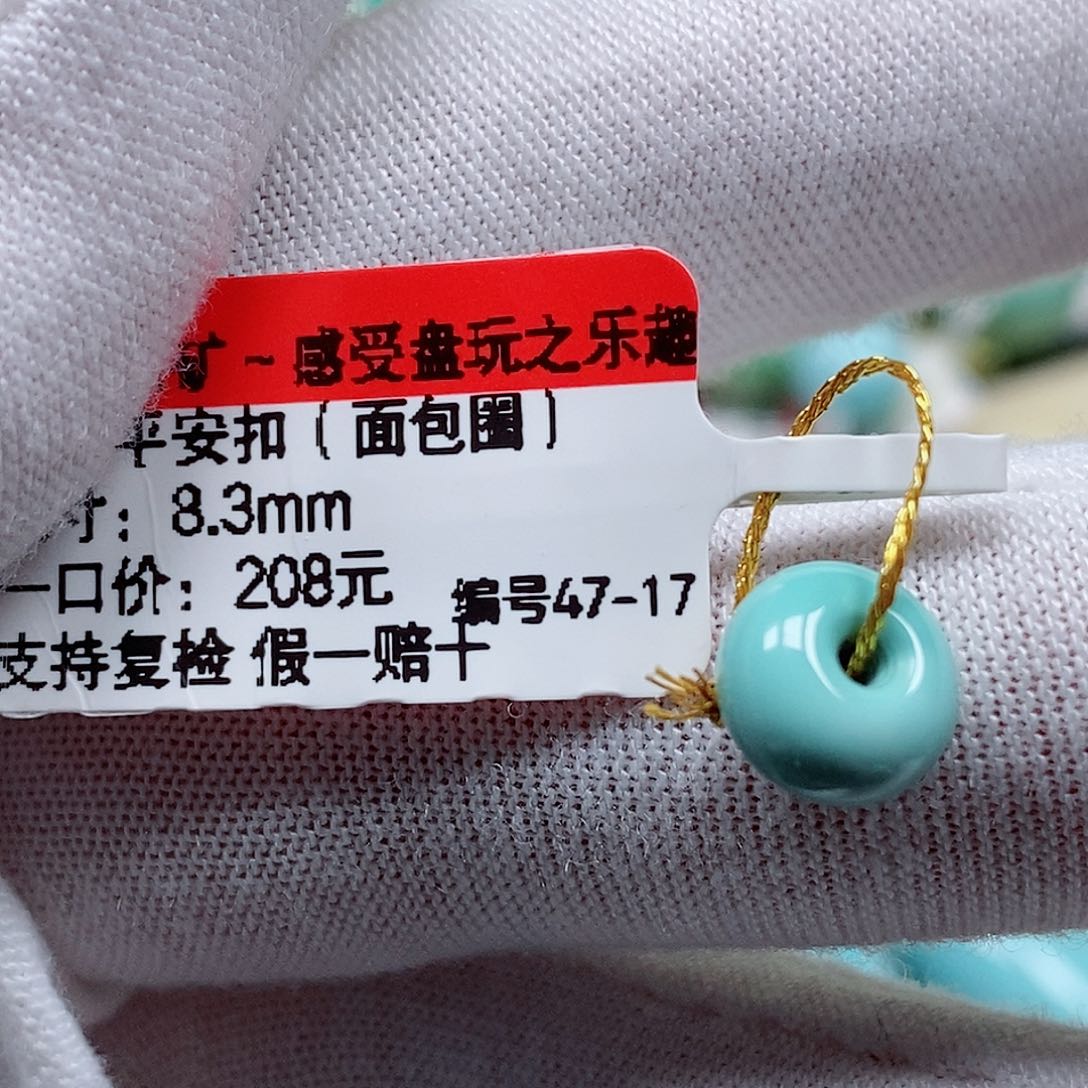 ~感受盘玩之乐趣
平安扣(面包圈)
寸:8.3mm
一口价:208元
编号47-17
支持复检 假一赔十